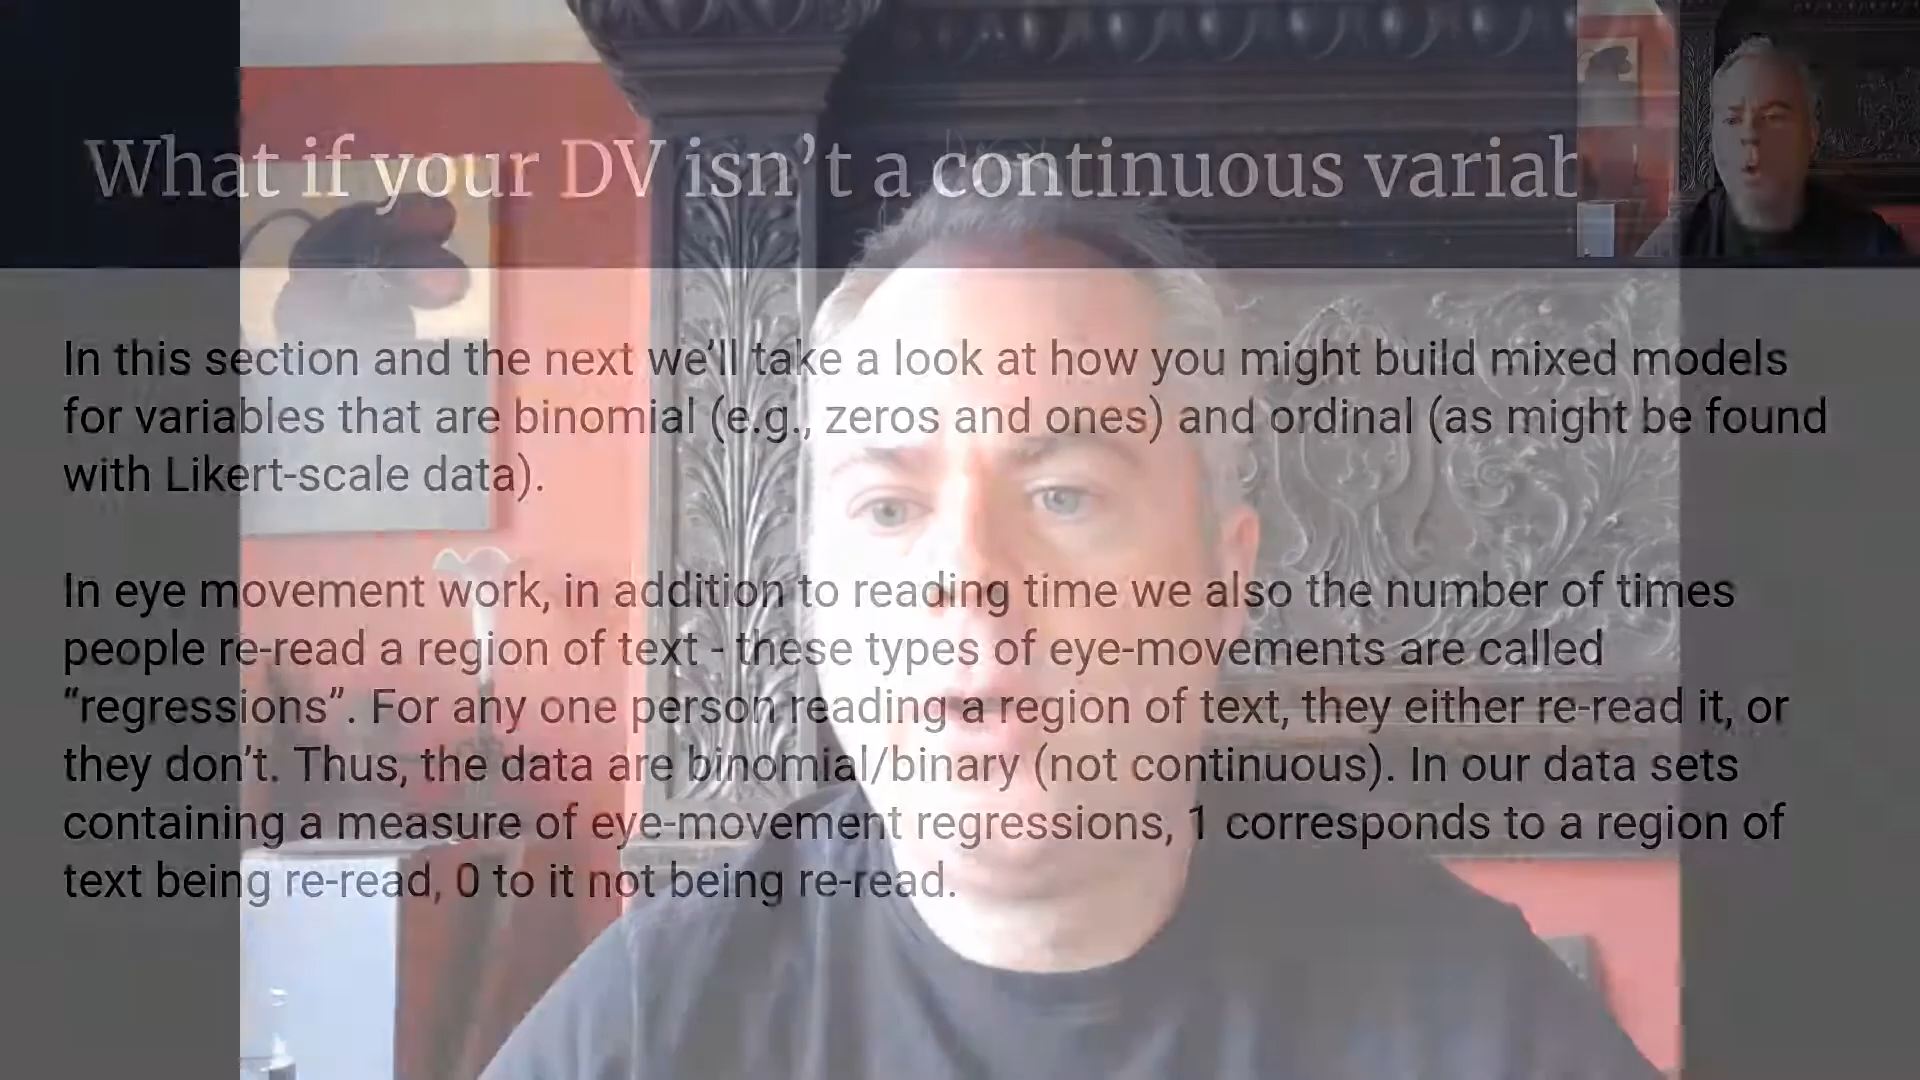 What if your DV isn’t a continuous variab
In this section and the next we’ll take a look at how you might build mixed models
for variables that are binomial (e.g., zeros and ones) and ordinal (as might be found
with Likert-scale data).
In eye movement work, in addition to reading time we also the number of times
people re-read a region of text - these types of eye-movements are called
“regressions”. For any one person reading a region of text, they either re-read it, or
they don’t. Thus, the data are binomial/binary (not continuous). In our data sets
containing a measure of eye-movement regressions, 1 corresponds to a region of
text being re-read, 0 to it not being re-read.